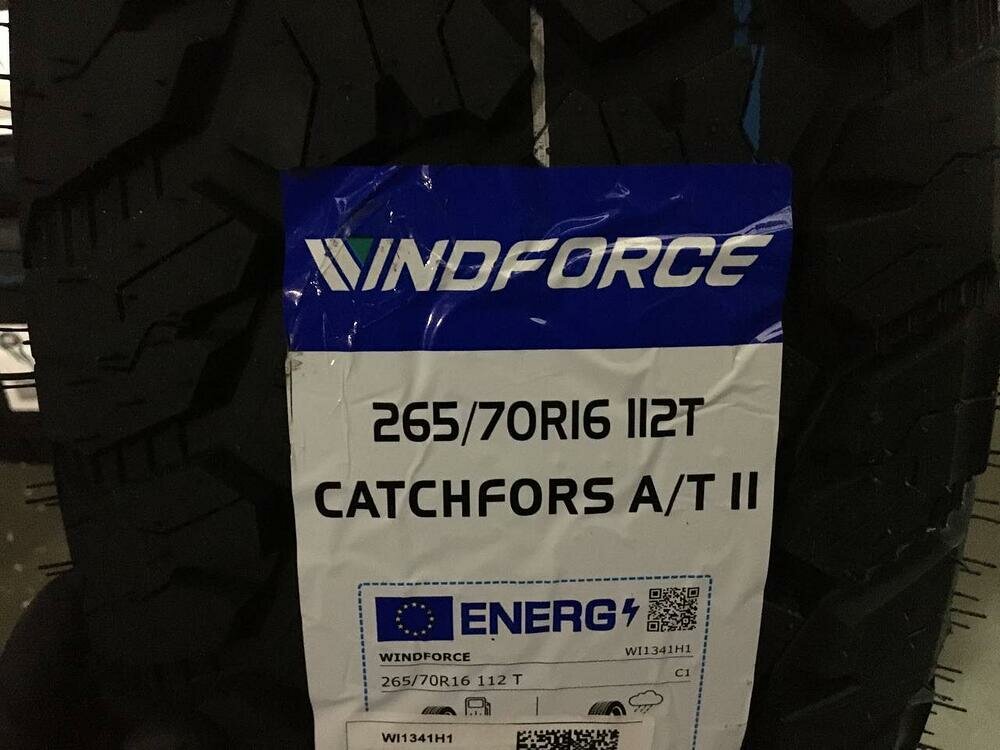 WINDFORCE
265/70R16 112T
CATCHFORS A/T II
ENERG
WINDFORCE
WI1341H1
265/70R16 112 T
C1
WI1341H1